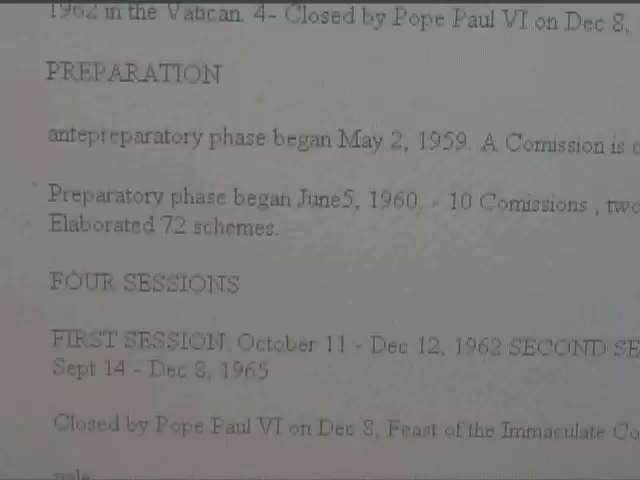 1962 in the Vatican. 4- Closed by Pope Paul VI on Dec 8,
PREPARATION
antepreparatory phase began May 2, 1959. A Comission is
Preparatory phase began June5, 1960. - 10 Comissions , two
Elaborated 72 schemes.
FOUR SESSIONS
FIRST SESSION. October 11 - Dec 12, 1962 SECOND SE
Sept 14 - Dec 8, 1965
Closed by Pope Paul VI on Dec 8, Feast of the Immaculate Co